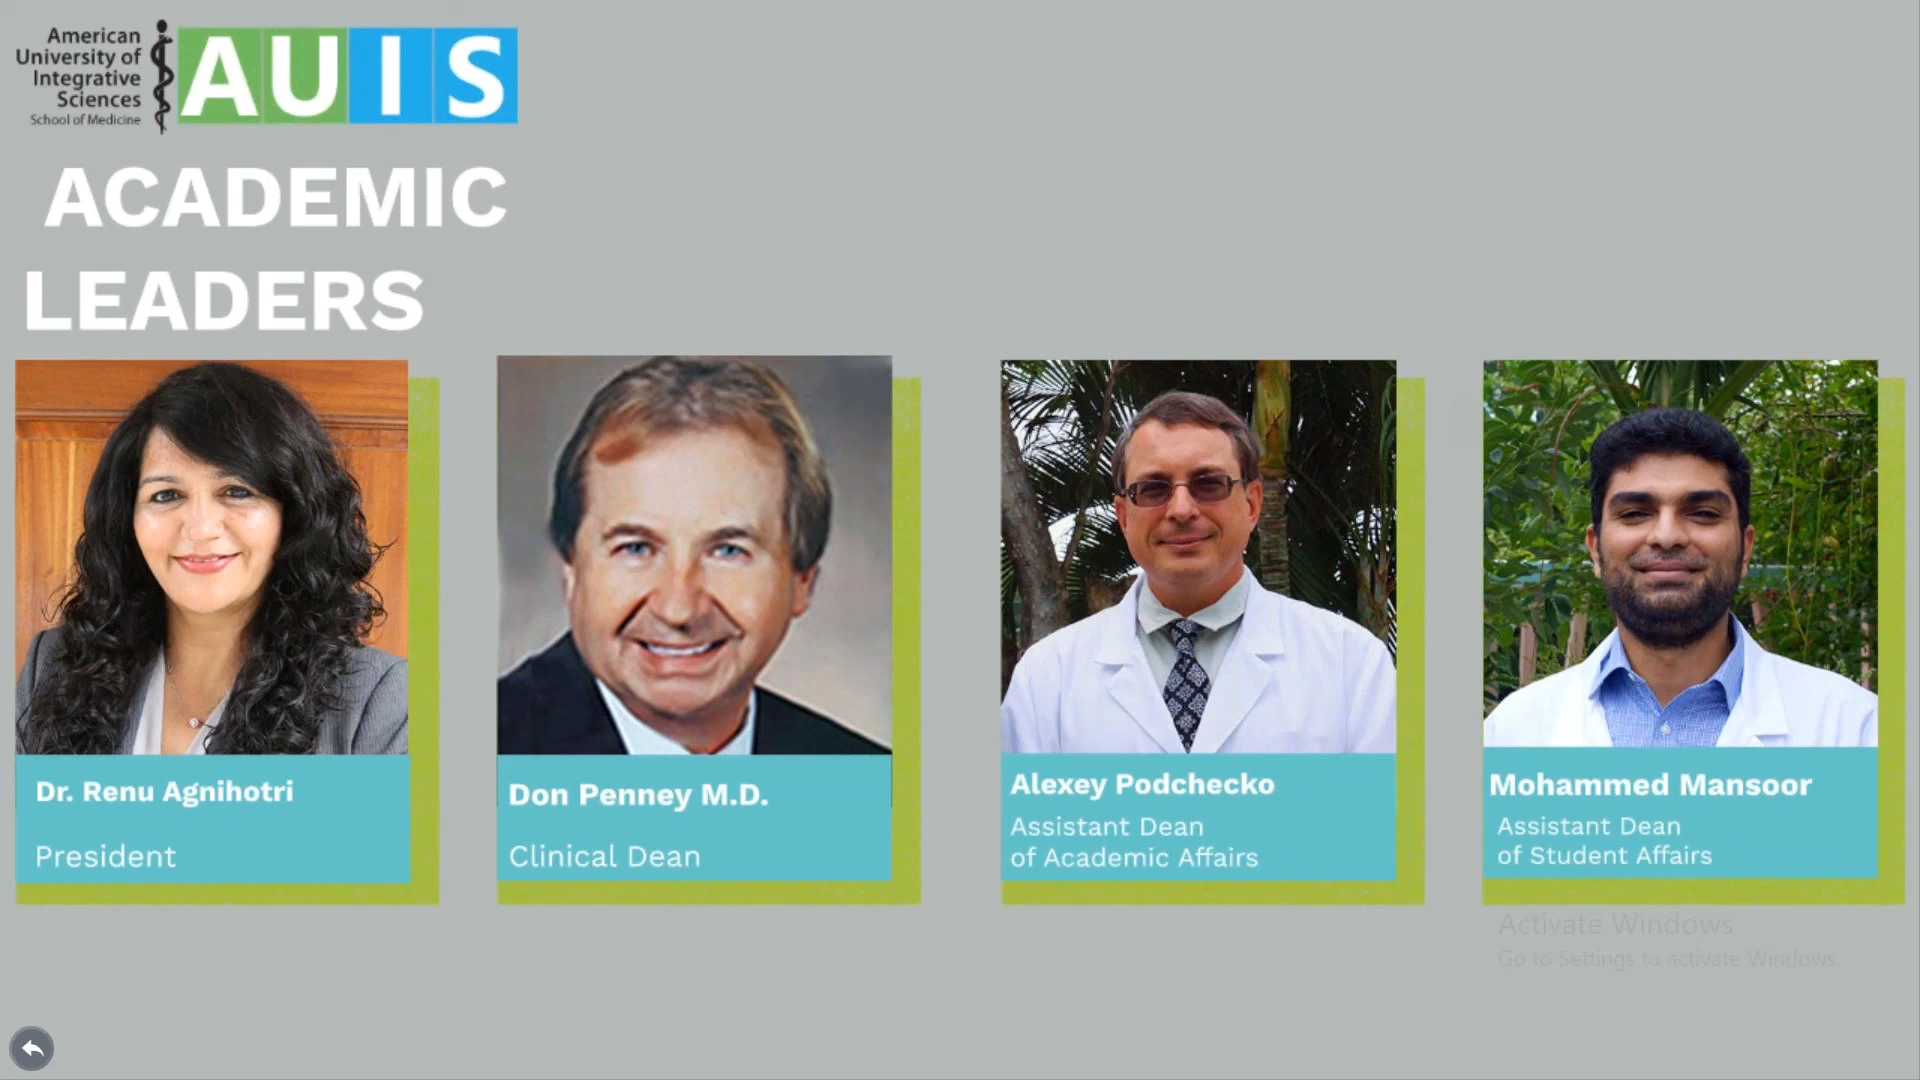 American
University of
Integrative
Sciences
School of Medicine
AUIS
ACADEMIC
LEADERS
Dr. Renu Agnihotri
President
Don Penney M.D.
Clinical Dean
Alexey Podchecko
Assistant Dean
of Academic Affairs
Mohammed Mansoor
Assistant Dean
of Student Affairs
Activate Windows
Go to Settings to activate Windows.